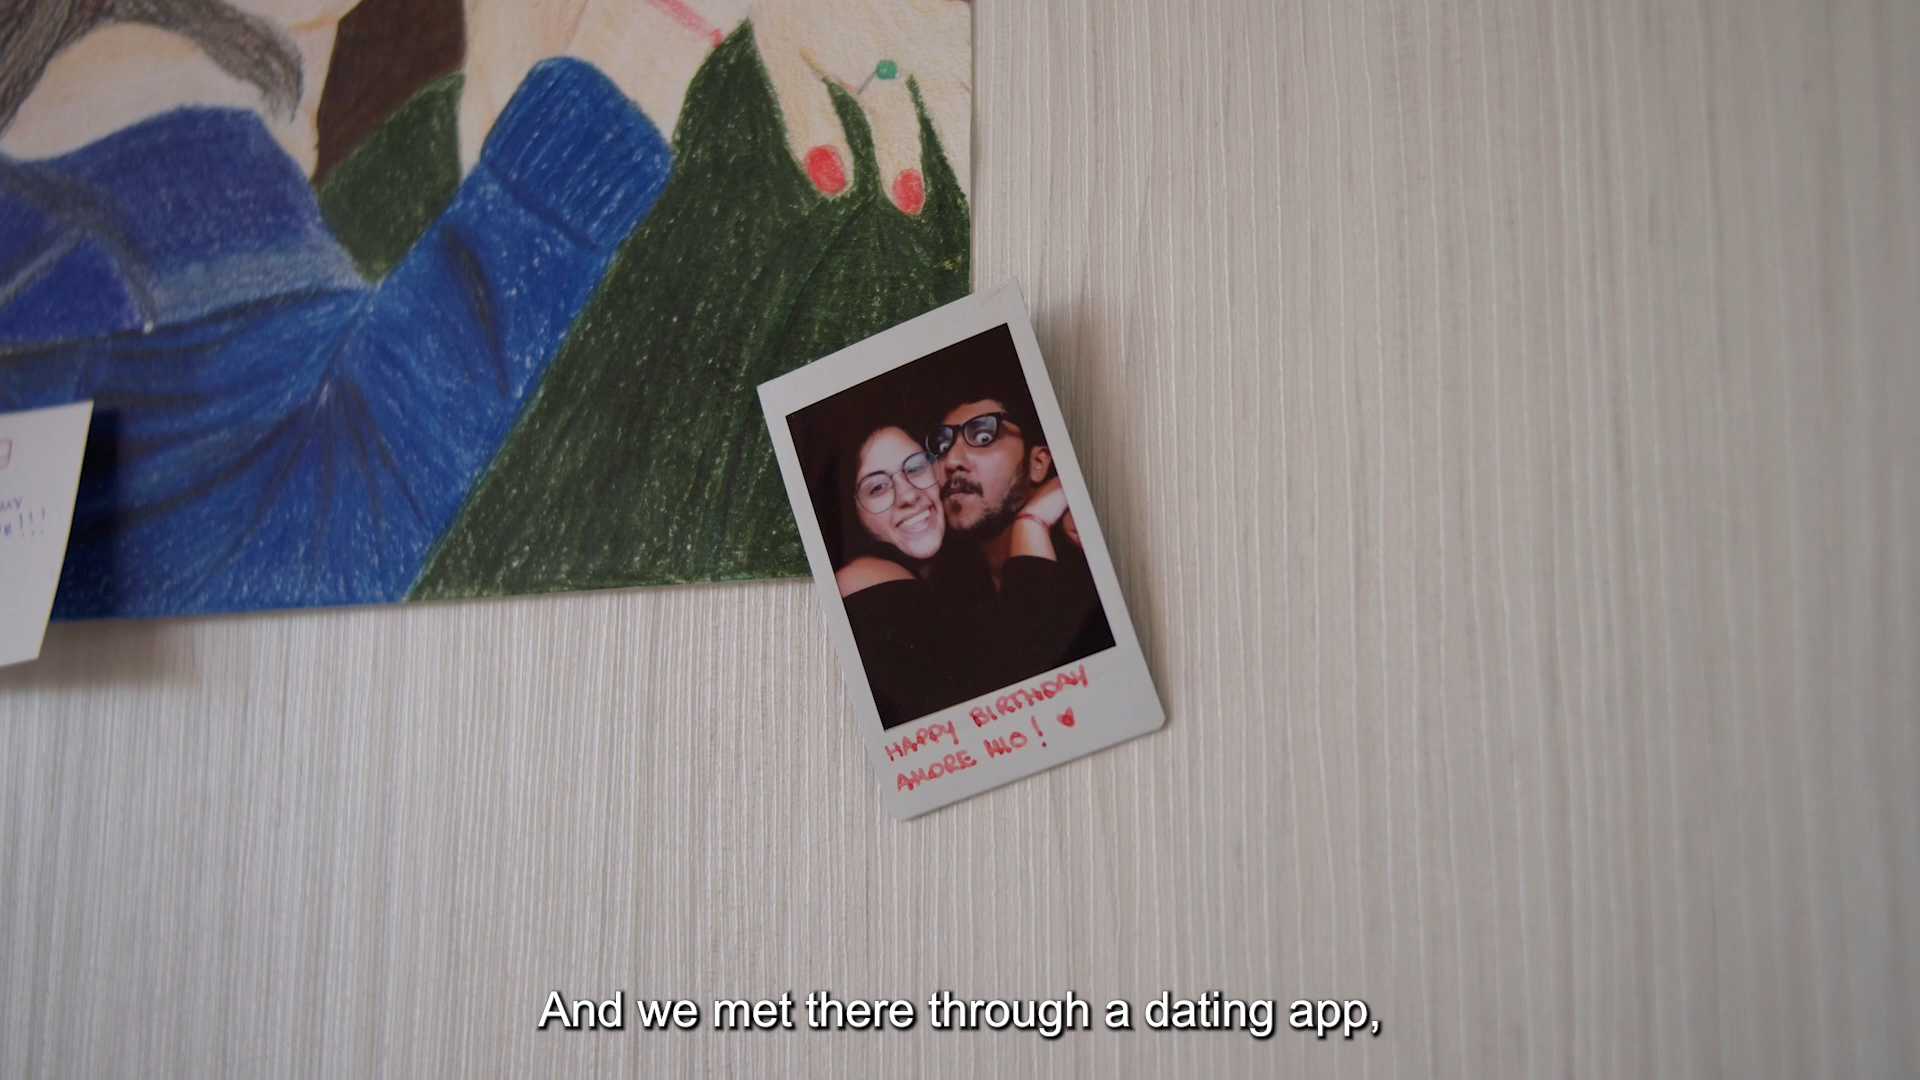 HAPPY BIRTHDAY
AMORE MIO! ♥
And we met there through a dating app,